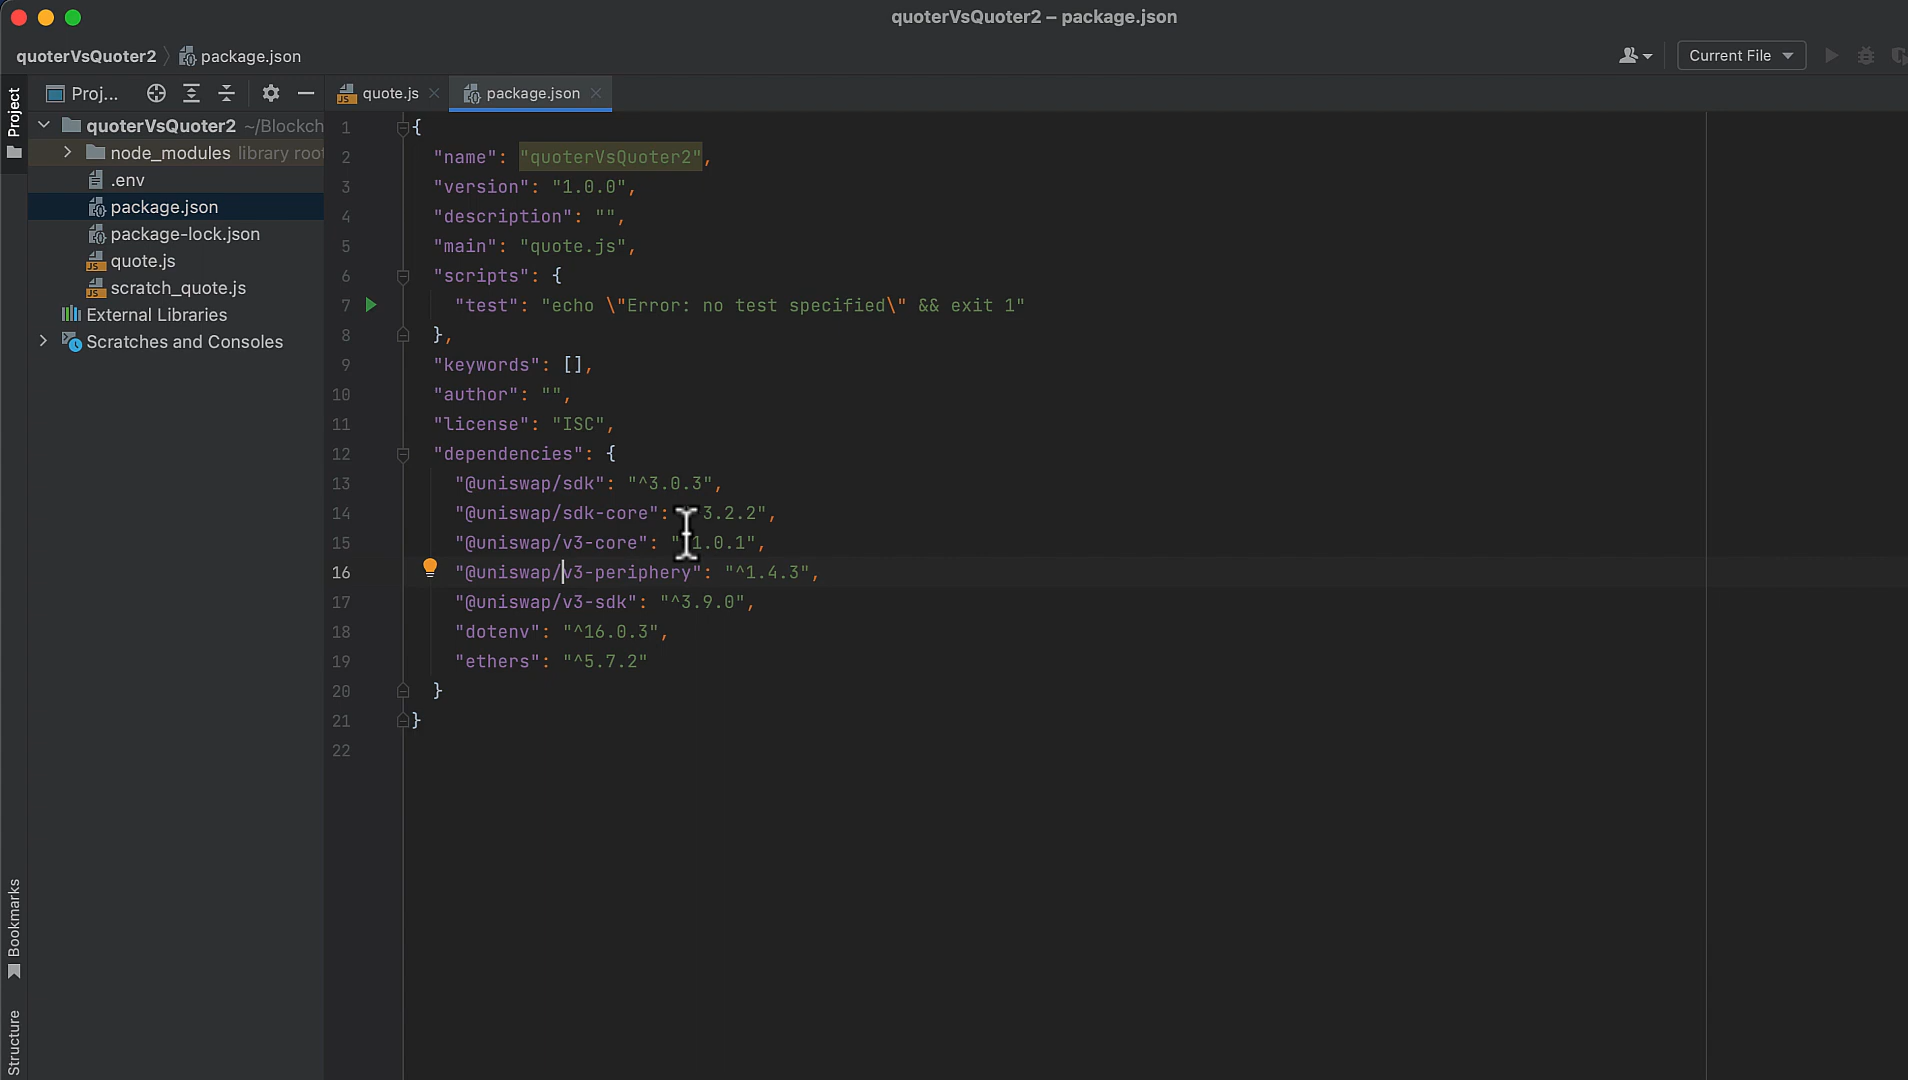 quoterVsQuoter2 – package.json
quoterVsQuoter2
package.json
Current File
Project
Proj...
quote.js
package.json
quoterVsQuoter2 ~/Blockch
node_modules library root
.env
package.json
package-lock.json
quote.js
scratch_quote.js
External Libraries
Scratches and Consoles
1 {
2 "name": "quoterVsQuoter2",
3 "version": "1.0.0",
4 "description": "",
5 "main": "quote.js",
6 "scripts": {
7 "test": "echo \"Error: no test specified\" && exit 1"
8 },
9 "keywords": [],
10 "author": "",
11 "license": "ISC",
12 "dependencies": {
13 "@uniswap/sdk": "^3.0.3",
14 "@uniswap/sdk-core": 3.2.2",
15 "@uniswap/v3-core": "1.0.1",
16 "@uniswap/v3-periphery": "^1.4.3",
17 "@uniswap/v3-sdk": "^3.9.0",
18 "dotenv": "^16.0.3",
19 "ethers": "^5.7.2"
20 }
21 }
22
Bookmarks
Structure